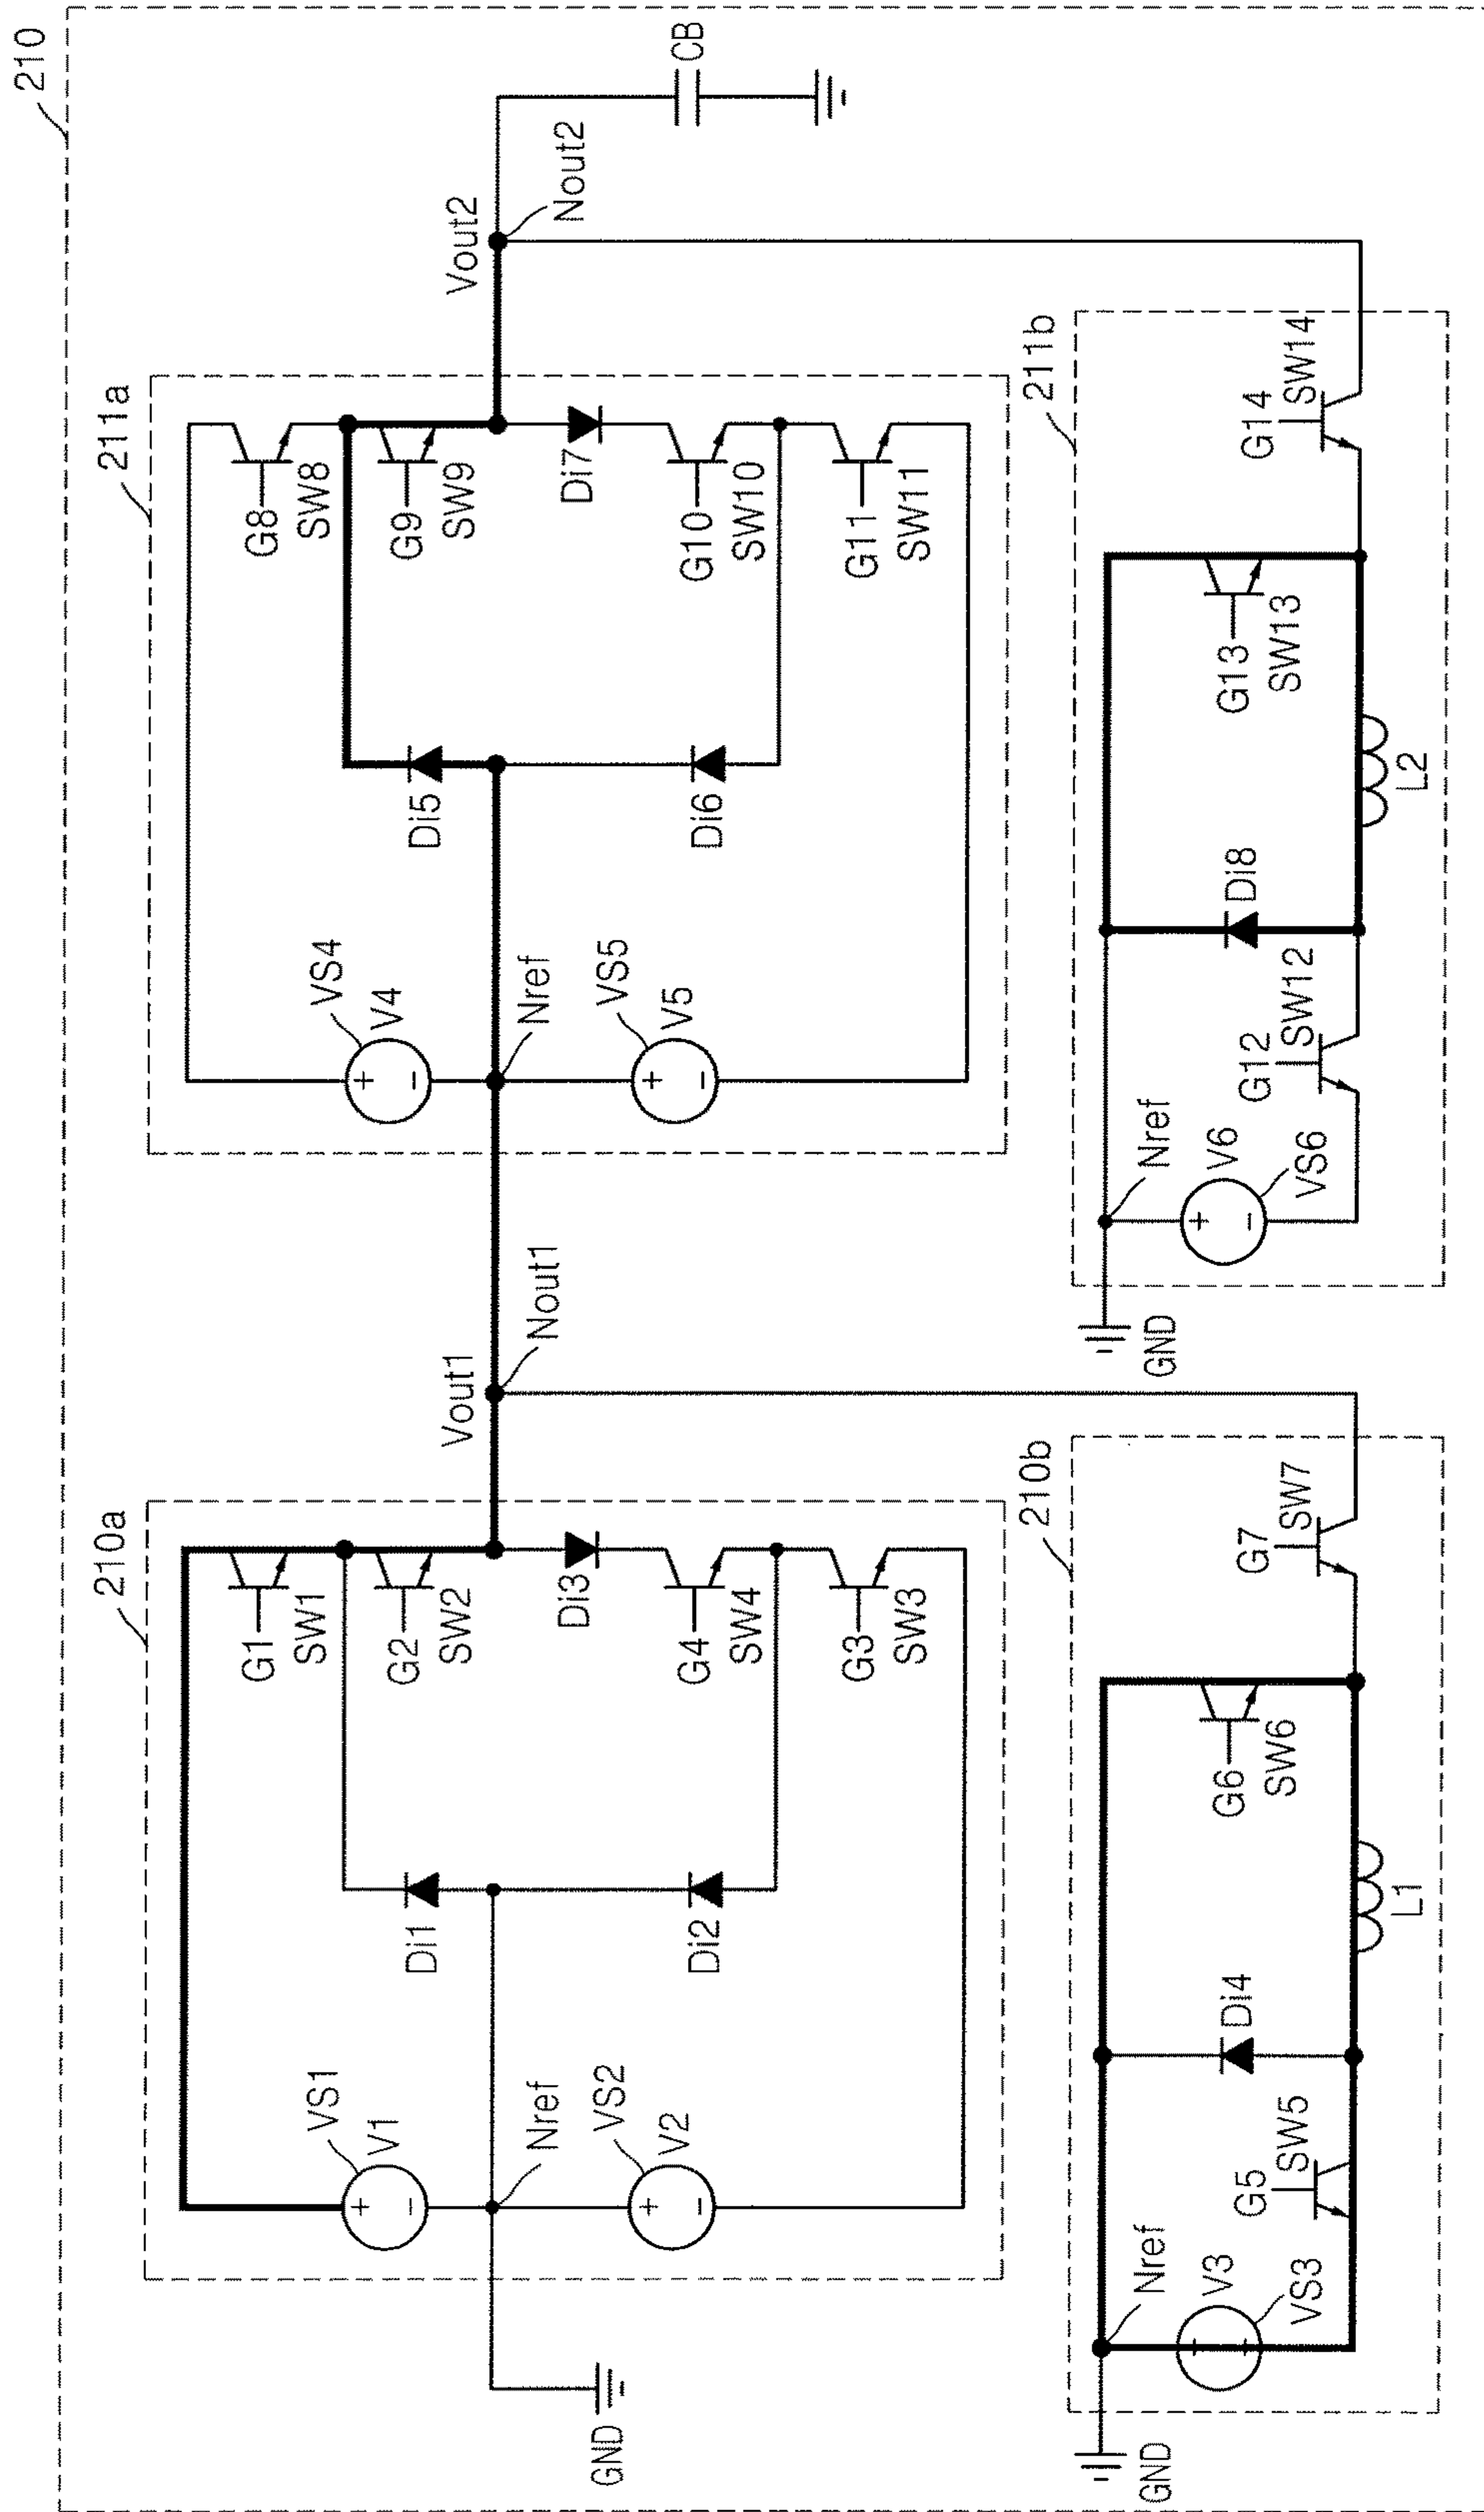 210
210a
VS1
V1
Nref
VS2
V2
GND
Di1
Di2
G1
SW1
G2
SW2
Di3
G4
SW4
G3
SW3
Vout1
Nout1
211a
VS4
V4
Nref
VS5
V5
Di5
Di6
G8
SW8
G9
SW9
Di7
G10
SW10
G11
SW11
Vout2
Nout2
CB
210b
GND
Nref
V3
VS3
G5
SW5
Di4
L1
G6
SW6
G7
SW7
211b
GND
Nref
V6
VS6
G12
SW12
Di8
L2
G13
SW13
G14
SW14